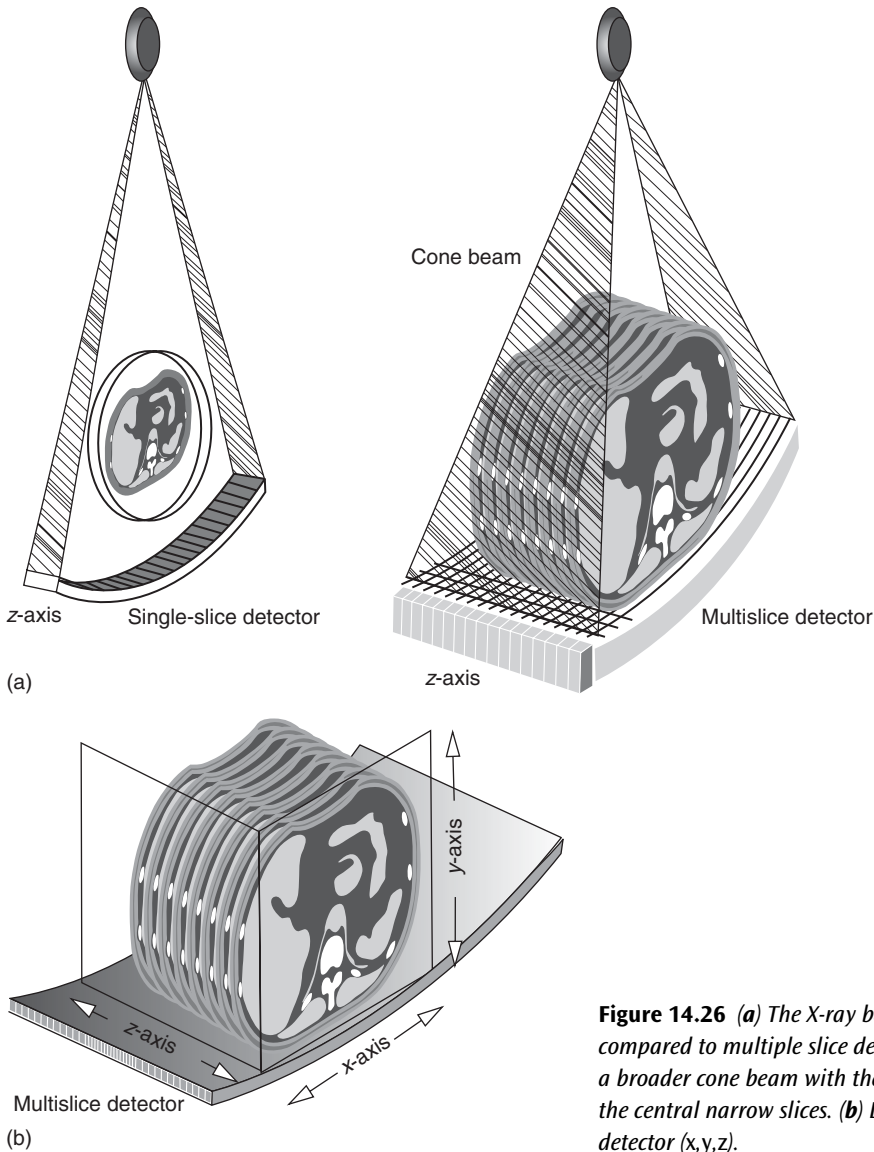 Cone beam
z-axis
Single-slice detector
Multislice detector
z-axis
(a)
y-axis
z-axis
x-axis
Multislice detector
(b)
Figure 14.26 (a) The X-ray b
compared to multiple slice de
a broader cone beam with the
the central narrow slices. (b)
detector (x,y,z).